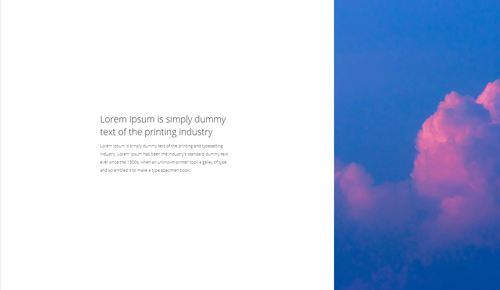 Lorem Ipsum is simply dummy
text of the printing industry
Lorem Ipsum is simply dummy text of the printing and typesetting
industry. Lorem Ipsum has been the industry's standard dummy text
ever since the 1500s, when an unknown printer took a galley of type
and scrambled it to make a type specimen book.